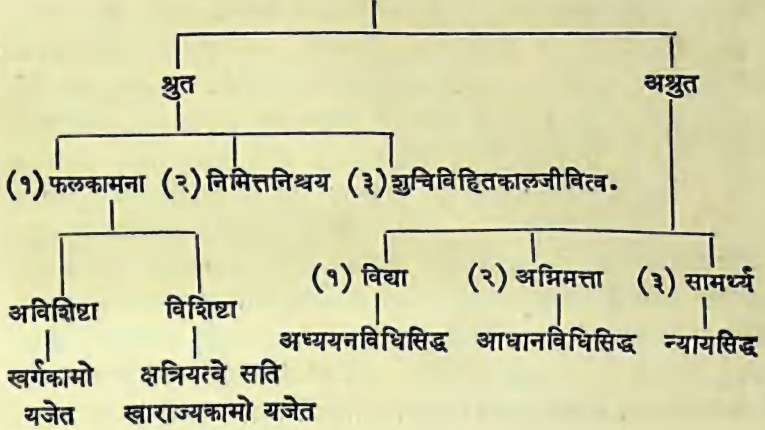 श्रुत अश्रुत
(१) फलकामना (२) निमित्तनिश्चय (३) शुचिविहितकालजीवित्व.
(१) विद्या (२) अग्निमत्ता (३) सामर्थ्य
अविशिष्टा विशिष्टा
अध्ययनविधिसिद्ध आधानविधिसिद्ध न्यायसिद्ध
स्वर्गकामो क्षत्रियत्वे सति
यजेत स्वाराज्यकामो यजेत